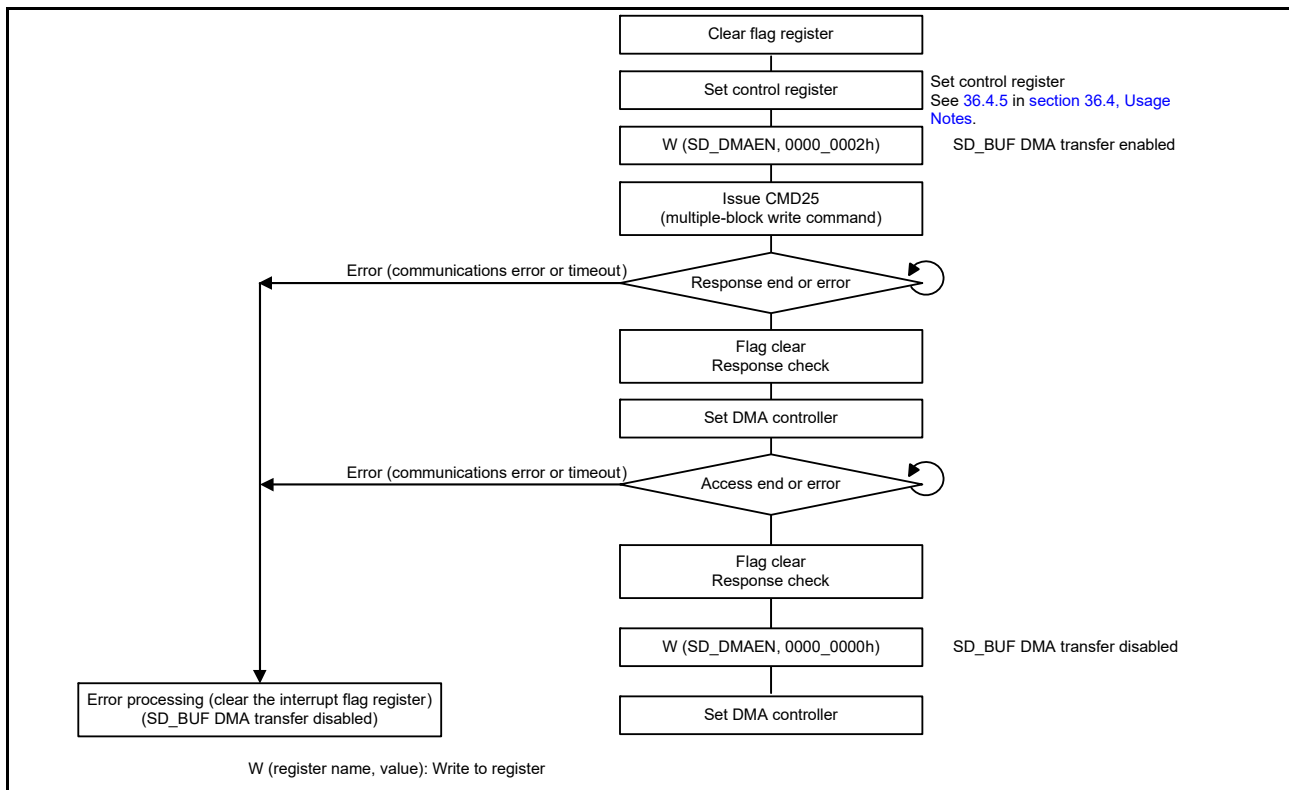 Clear flag register
Set control register
Set control register
See 36.4.5 in section 36.4, Usage
Notes.
W (SD_DMAEN, 0000_0002h)
SD_BUF DMA transfer enabled
Issue CMD25
(multiple-block write command)
Error (communications error or timeout)
Response end or error
Flag clear
Response check
Set DMA controller
Error (communications error or timeout)
Access end or error
Flag clear
Response check
W (SD_DMAEN, 0000_0000h)
SD_BUF DMA transfer disabled
Error processing (clear the interrupt flag register)
(SD_BUF DMA transfer disabled)
Set DMA controller
W (register name, value): Write to register